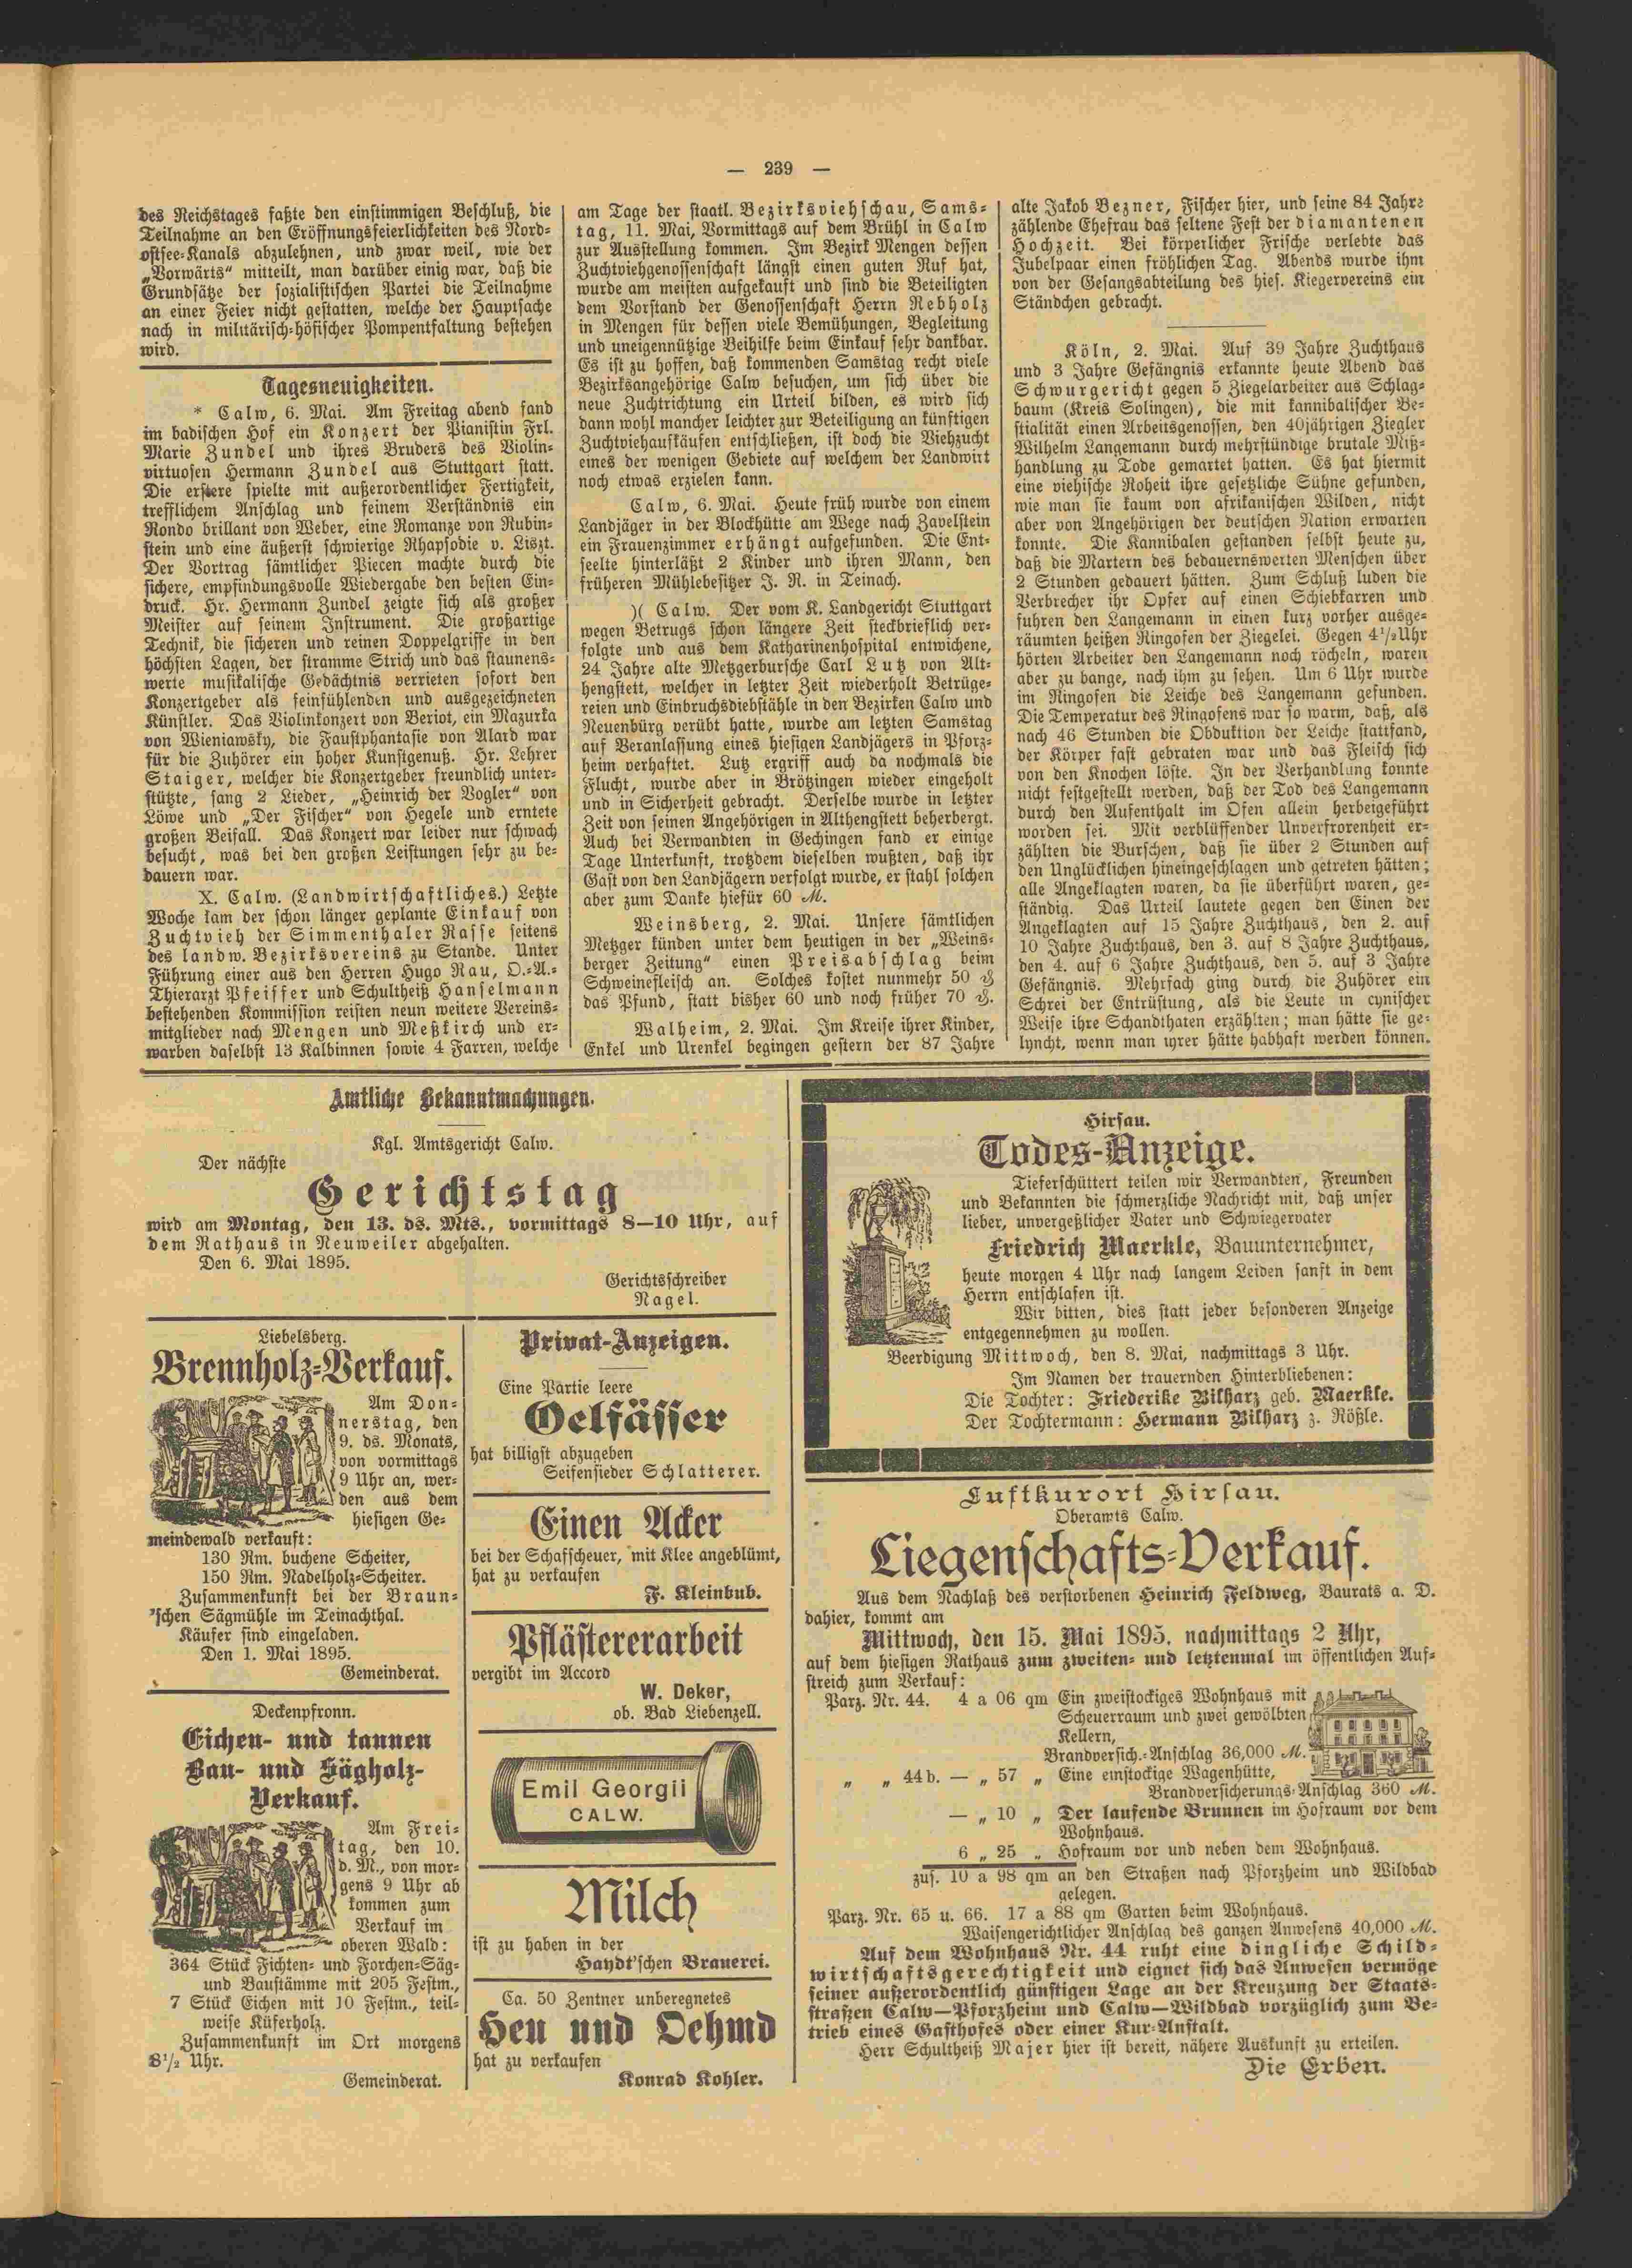 — 239 —
des Reichstages faßte den einstimmigen Beschluß, die
Teilnahme an den Eröffnungsfeierlichkeiten des Nord-
ostsee-Kanals abzulehnen, und zwar weil, wie der
„Vorwärts“ mitteilt, man darüber einig war, daß die
Grundsätze der sozialistischen Partei die Teilnahme
an einer Feier nicht gestatten, welche der Hauptsache
nach in militärisch-höfischer Pompentfaltung bestehen
wird.
Tagesneuigkeiten.
* Calw, 6. Mai. Am Freitag abend fand
im badischen Hof ein Konzert der Pianistin Frl.
Marie Zundel und ihres Bruders des Violin-
virtuosen Hermann Zundel aus Stuttgart statt.
Die erstere spielte mit außerordentlicher Fertigkeit,
trefflichem Anschlag und feinem Verständnis ein
Rondo brillant von Weber, eine Romanze von Rubin-
stein und eine äußerst schwierige Rhapsodie v. Liszt.
Der Vortrag sämtlicher Piecen machte durch die
sichere, empfindungsvolle Wiedergabe den besten Ein-
druck. Hr. Hermann Zundel zeigte sich als großer
Meister auf seinem Instrument. Die großartige
Technik, die sicheren und reinen Doppelgriffe in den
höchsten Lagen, der stramme Strich und das staunens-
werte musikalische Gedächtnis verrieten sofort den
Konzertgeber als feinfühlenden und ausgezeichneten
Künstler. Das Violinkonzert von Beriot, ein Mazurka
von Wieniawsky, die Faustphantasie von Alard war
für die Zuhörer ein hoher Kunstgenuß. Hr. Lehrer
Staiger, welcher die Konzertgeber freundlich unter-
stützte, sang 2 Lieder, „Heinrich der Vogler“ von
Löwe und „Der Fischer“ von Hegele und erntete
großen Beifall. Das Konzert war leider nur schwach
besucht, was bei den großen Leistungen sehr zu be-
dauern war.
X. Calw. (Landwirtschaftliches.) Letzte
Woche kam der schon länger geplante Einkauf von
Zuchtvieh der Simmenthaler Rasse seitens
des landw. Bezirksvereins zu Stande. Unter
Führung einer aus den Herren Hugo Rau, O.-A.-
Thierarzt Pfeiffer und Schultheiß Hanselmann
bestehenden Kommission reisten neun weitere Vereins-
mitglieder nach Mengen und Meßkirch und er-
warben daselbst 13 Kalbinnen sowie 4 Farren, welche
am Tage der staatl. Bezirksviehschau, Sams-
tag, 11. Mai, Vormittags auf dem Brühl in Calw
zur Ausstellung kommen. Im Bezirk Mengen dessen
Zuchtviehgenossenschaft längst einen guten Ruf hat,
wurde am meisten aufgekauft und sind die Beteiligten
dem Vorstand der Genossenschaft Herrn Rebholz
in Mengen für dessen viele Bemühungen, Begleitung
und uneigennützige Beihilfe beim Einkauf sehr dankbar.
Es ist zu hoffen, daß kommenden Samstag recht viele
Bezirksangehörige Calw besuchen, um sich über die
neue Zuchtrichtung ein Urteil bilden, es wird sich
dann wohl mancher leichter zur Beteiligung an künftigen
Zuchtviehaufkäufen entschließen, ist doch die Viehzucht
eines der wenigen Gebiete auf welchem der Landwirt
noch etwas erzielen kann.
Calw, 6. Mai. Heute früh wurde von einem
Landjäger in der Blockhütte am Wege nach Zavelstein
ein Frauenzimmer erhängt aufgefunden. Die Ent-
seelte hinterläßt 2 Kinder und ihren Mann, den
früheren Mühlebesitzer J. R. in Teinach.
)( Calw. Der vom K. Landgericht Stuttgart
wegen Betrugs schon längere Zeit steckbrieflich ver-
folgte und aus dem Katharinenhospital entwichene,
24 Jahre alte Metzgerbursche Carl Lutz von Alt-
hengstett, welcher in letzter Zeit wiederholt Betrüge-
reien und Einbruchsdiebstähle in den Bezirken Calw und
Neuenbürg verübt hatte, wurde am letzten Samstag
auf Veranlassung eines hiesigen Landjägers in Pforz-
heim verhaftet. Lutz ergriff auch da nochmals die
Flucht, wurde aber in Brötzingen wieder eingeholt
und in Sicherheit gebracht. Derselbe wurde in letzter
Zeit von seinen Angehörigen in Althengstett beherbergt.
Auch bei Verwandten in Gechingen fand er einige
Tage Unterkunft, trotzdem dieselben wußten, daß ihr
Gast von den Landjägern verfolgt wurde, er stahl solchen
aber zum Danke hiefür 60 M.
Weinsberg, 2. Mai. Unsere sämtlichen
Metzger künden unter dem heutigen in der „Weins-
berger Zeitung“ einen Preisabschlag beim
Schweinefleisch an. Solches kostet nunmehr 50 ₰
das Pfund, statt bisher 60 und noch früher 70 ₰.
Walheim, 2. Mai. Im Kreise ihrer Kinder,
Enkel und Urenkel begingen gestern der 87 Jahre
alte Jakob Bezner, Fischer hier, und seine 84 Jahre
zählende Ehefrau das seltene Fest der diamantenen
Hochzeit. Bei körperlicher Frische verlebte das
Jubelpaar einen fröhlichen Tag. Abends wurde ihm
von der Gesangsabteilung des hies. Kiegervereins ein
Ständchen gebracht.
Köln, 2. Mai. Auf 39 Jahre Zuchthaus
und 3 Jahre Gefängnis erkannte heute Abend das
Schwurgericht gegen 5 Ziegelarbeiter aus Schlag-
baum (Kreis Solingen), die mit kannibalischer Be-
stialität einen Arbeitsgenossen, den 40jährigen Ziegler
Wilhelm Langemann durch mehrstündige brutale Miß-
handlung zu Tode gemartet hatten. Es hat hiermit
eine viehische Roheit ihre gesetzliche Sühne gefunden,
wie man sie kaum von afrikanischen Wilden, nicht
aber von Angehörigen der deutschen Nation erwarten
konnte. Die Kannibalen gestanden selbst heute zu,
daß die Martern des bedauernswerten Menschen über
2 Stunden gedauert hätten. Zum Schluß luden die
Verbrecher ihr Opfer auf einen Schiebkarren und
fuhren den Langemann in einen kurz vorher ausge-
räumten heißen Ringofen der Ziegelei. Gegen 4½ Uhr
hörten Arbeiter den Langemann noch röcheln, waren
aber zu bange, nach ihm zu sehen. Um 6 Uhr wurde
im Ringofen die Leiche des Langemann gefunden.
Die Temperatur des Ringofens war so warm, daß, als
nach 46 Stunden die Obduktion der Leiche stattfand,
der Körper fast gebraten war und das Fleisch sich
von den Knochen löste. In der Verhandlung konnte
nicht festgestellt werden, daß der Tod des Langemann
durch den Aufenthalt im Ofen allein herbeigeführt
worden sei. Mit verblüffender Unverfrorenheit er-
zählten die Burschen, daß sie über 2 Stunden auf
den Unglücklichen hineingeschlagen und getreten hätten;
alle Angeklagten waren, da sie überführt waren, ge-
ständig. Das Urteil lautete gegen den Einen der
Angeklagten auf 15 Jahre Zuchthaus, den 2. auf
10 Jahre Zuchthaus, den 3. auf 8 Jahre Zuchthaus,
den 4. auf 6 Jahre Zuchthaus, den 5. auf 3 Jahre
Gefängnis. Mehrfach ging durch die Zuhörer ein
Schrei der Entrüstung, als die Leute in cynischer
Weise ihre Schandthaten erzählten; man hätte sie ge-
lyncht, wenn man ihrer hätte habhaft werden können.
Amtliche Bekanntmachungen.
Kgl. Amtsgericht Calw.
Der nächste
Gerichtstag
wird am Montag, den 13. ds. Mts., vormittags 8—10 Uhr, auf
dem Rathaus in Neuweiler abgehalten.
Den 6. Mai 1895.
Gerichtsschreiber
Nagel.
Liebelsberg.
Brennholz-Verkauf.
Am Don-
nerstag, den
9. ds. Monats,
von vormittags
9 Uhr an, wer-
den aus dem
hiesigen Ge-
meindewald verkauft:
130 Rm. buchene Scheiter,
150 Rm. Nadelholz-Scheiter.
Zusammenkunft bei der Braun-
'schen Sägmühle im Teinachthal.
Käufer sind eingeladen.
Den 1. Mai 1895.
Gemeinderat.
Deckenpfronn.
Eichen- und tannen
Bau- und Sägholz-
Verkauf.
Am Frei-
tag, den 10.
d. M., von mor-
gens 9 Uhr ab
kommen zum
Verkauf im
oberen Wald:
364 Stück Fichten- und Forchen-Säg-
und Baustämme mit 205 Festm.,
7 Stück Eichen mit 10 Festm., teil-
weise Küferholz.
Zusammenkunft im Ort morgens
8½ Uhr.
Gemeinderat.
Privat-Anzeigen.
Eine Partie leere
Oelfässer
hat billigst abzugeben
Seifensieder Schlatterer.
Einen Acker
bei der Schafscheuer, mit Klee angeblümt,
hat zu verkaufen
F. Kleinbub.
Pflästererarbeit
vergibt im Accord
W. Deker,
ob. Bad Liebenzell.
Emil Georgii
CALW.
Milch
ist zu haben in der
Haydt'schen Brauerei.
Ca. 50 Zentner unberegnetes
Heu und Oehmd
hat zu verkaufen
Konrad Kohler.
Hirsau.
Todes-Anzeige.
Tieferschüttert teilen wir Verwandten, Freunden
und Bekannten die schmerzliche Nachricht mit, daß unser
lieber, unvergeßlicher Vater und Schwiegervater
Friedrich Maerkle, Bauunternehmer,
heute morgen 4 Uhr nach langem Leiden sanft in dem
Herrn entschlafen ist.
Wir bitten, dies statt jeder besonderen Anzeige
entgegennehmen zu wollen.
Beerdigung Mittwoch, den 8. Mai, nachmittags 3 Uhr.
Im Namen der trauernden Hinterbliebenen:
Die Tochter: Friederike Bilharz geb. Maerkle.
Der Tochtermann: Hermann Bilharz z. Rößle.
Luftkurort Hirsau.
Oberamts Calw.
Liegenschafts-Verkauf.
Aus dem Nachlaß des verstorbenen Heinrich Feldweg, Baurats a. D.
dahier, kommt am
Mittwoch, den 15. Mai 1895, nachmittags 2 Uhr,
auf dem hiesigen Rathaus zum zweiten- und letztenmal im öffentlichen Auf-
streich zum Verkauf:
Parz. Nr. 44. 4 a 06 qm Ein zweistockiges Wohnhaus mit
Scheuerraum und zwei gewölbten
Kellern,
Brandversich.-Anschlag 36,000 M.
„ „ 44b. — „ 57 „ Eine einstockige Wagenhütte,
Brandversicherungs-Anschlag 360 M.
— „ 10 „ Der laufende Brunnen im Hofraum vor dem
Wohnhaus.
6 „ 25 „ Hofraum vor und neben dem Wohnhaus.
zus. 10 a 98 qm an den Straßen nach Pforzheim und Wildbad
gelegen.
Parz. Nr. 65 u. 66. 17 a 88 qm Garten beim Wohnhaus.
Waisengerichtlicher Anschlag des ganzen Anwesens 40,000 M.
Auf dem Wohnhaus Nr. 44 ruht eine dingliche Schild-
wirtschaftsgerechtigkeit und eignet sich das Anwesen vermöge
seiner außerordentlich günstigen Lage an der Kreuzung der Staats-
straßen Calw—Pforzheim und Calw—Wildbad vorzüglich zum Be-
trieb eines Gasthofes oder einer Kur-Anstalt.
Herr Schultheiß Majer hier ist bereit, nähere Auskunft zu erteilen.
Die Erben.